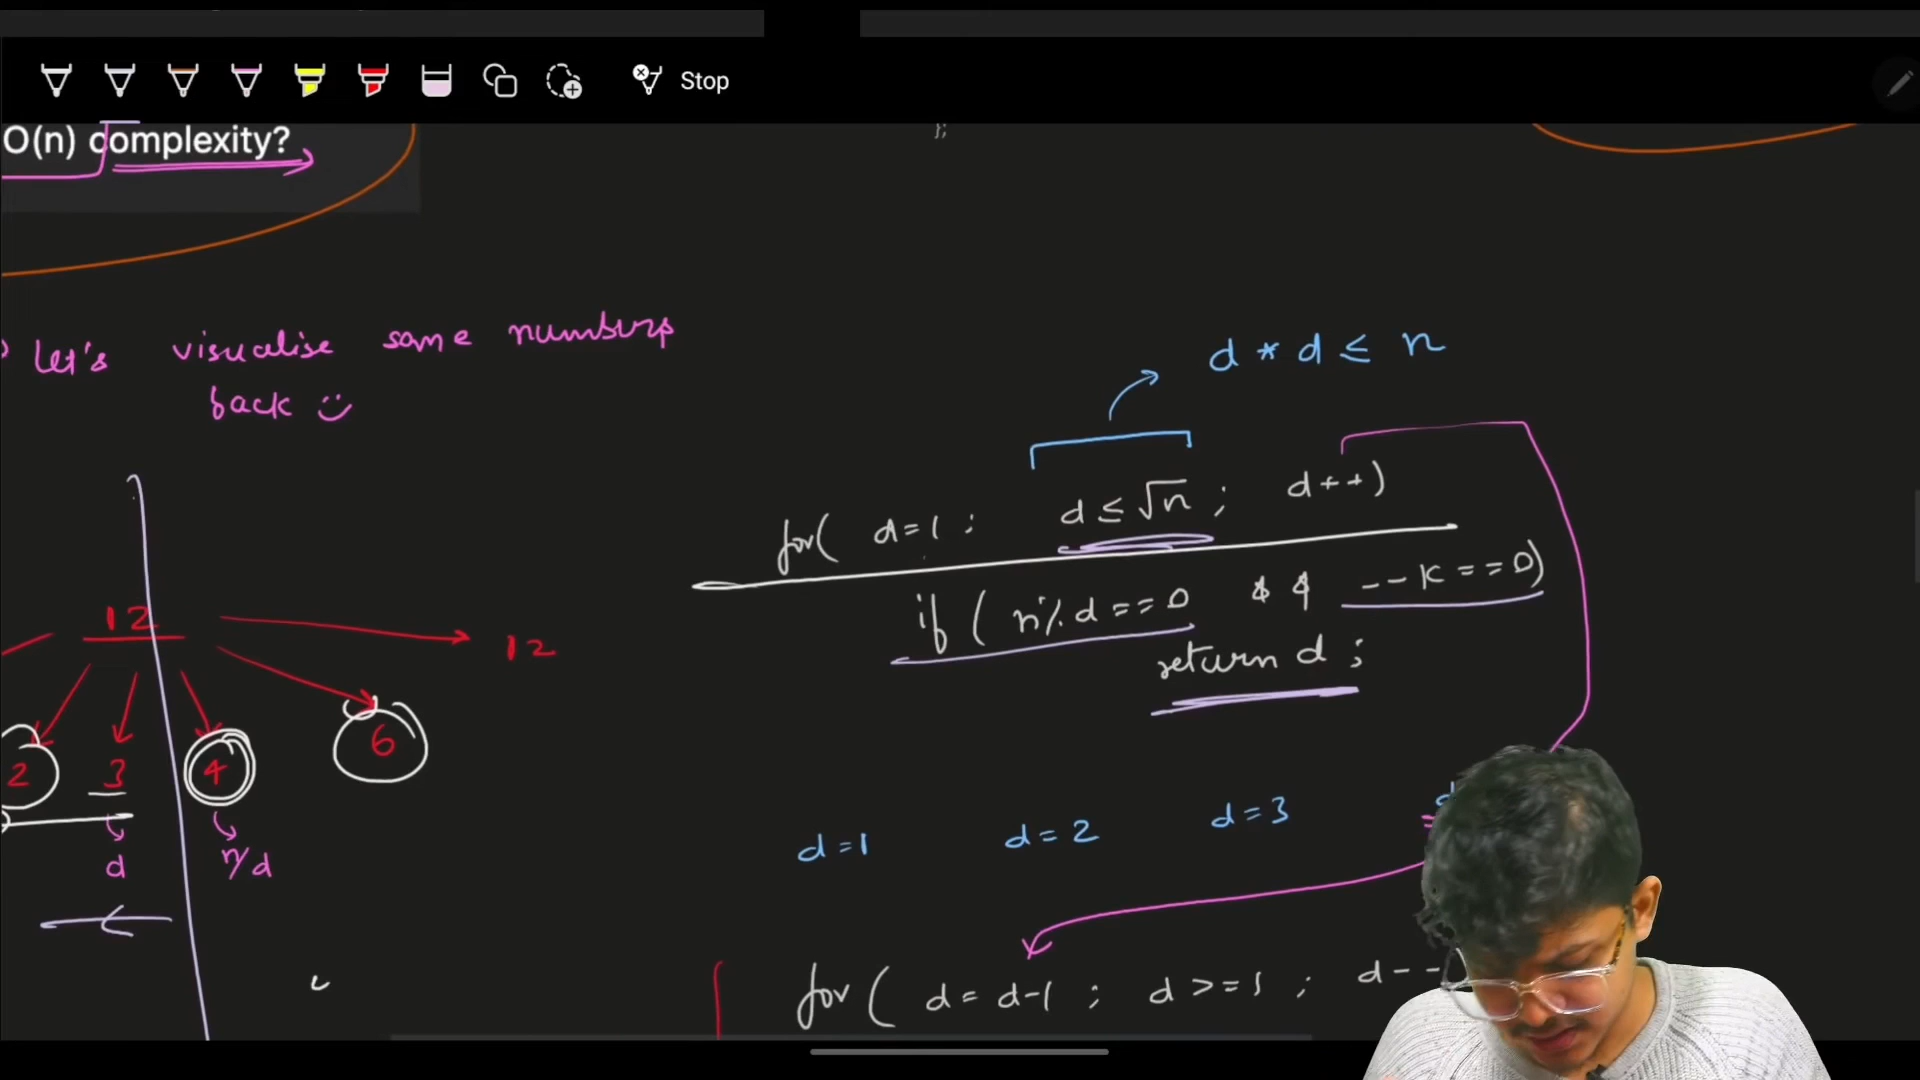 Stop
O(n) complexity?
};
Let's visualise some numbers
back
d * d ≤ n
for( d=1 ; d ≤ √n ; d++)
if ( n%d==0 && --k==0)
return d ;
12
12
2 3 4 6
d n/d
d=1 d=2 d=3
for( d=d-1 ; d>=1 ; d--